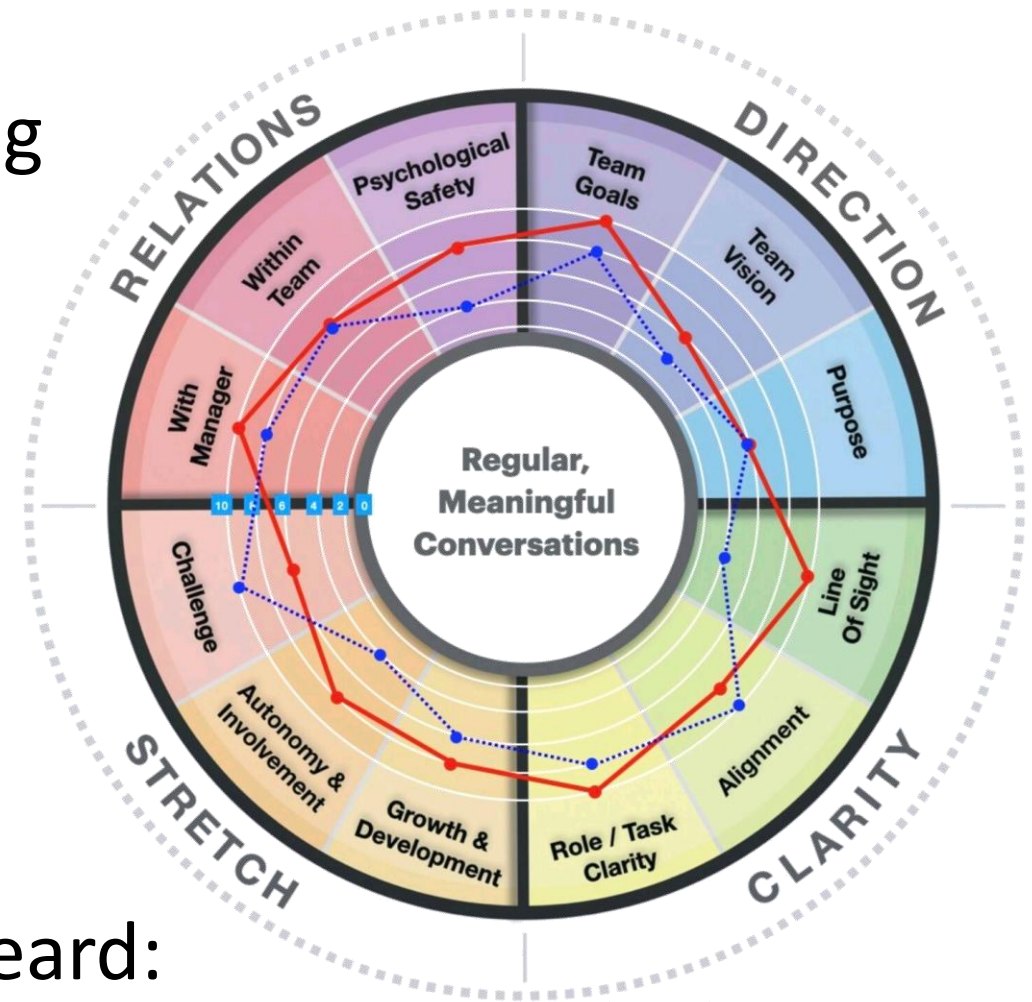 g
RELATIONS
DIRECTION
Psychological
Safety
Team
Goals
Within
Team
Team
Vision
With
Manager
Purpose
Regular,
Meaningful
Conversations
10
6
4
2
0
Challenge
Line
Of Sight
Autonomy &
Involvement
Alignment
Growth &
Development
Role / Task
Clarity
STRETCH
CLARITY
eard: